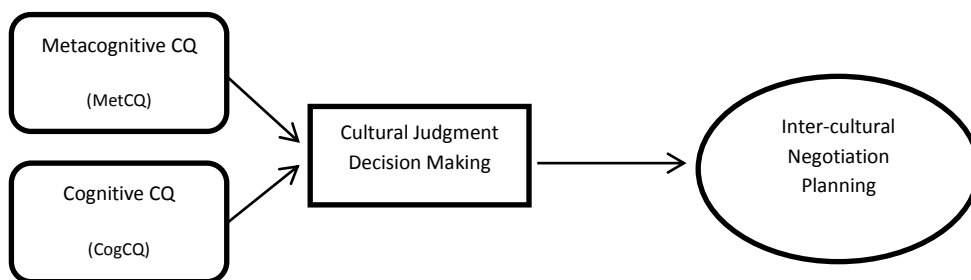 Metacognitive CQ
(MetCQ)
Cultural Judgment
Decision Making
Inter-cultural
Negotiation
Planning
Cognitive CQ
(CogCQ)